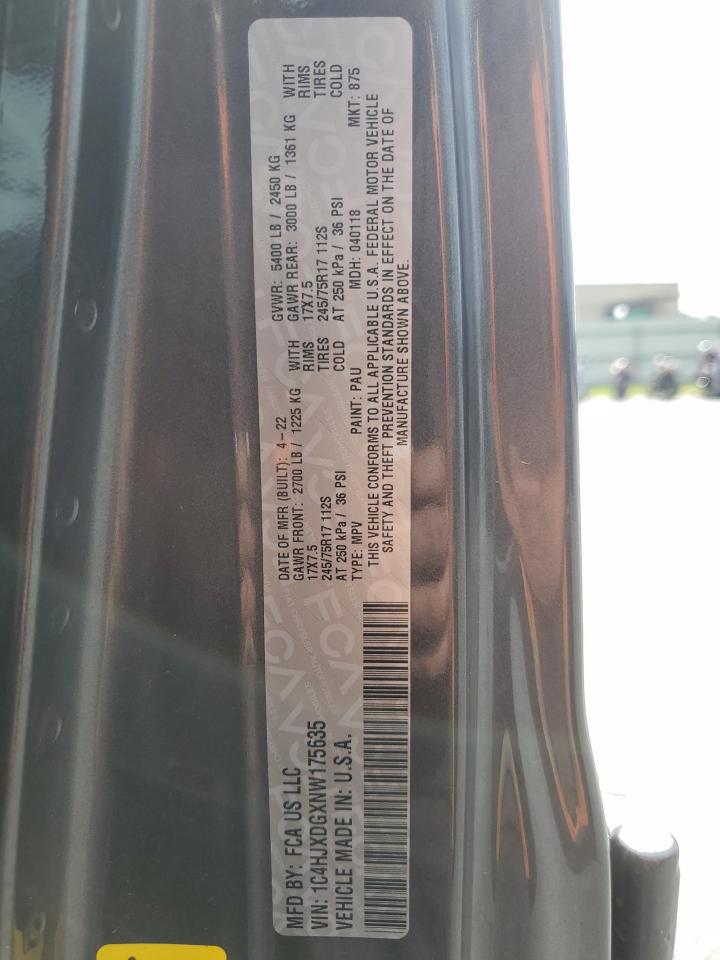 MFD BY: FCA US LLC
VIN: 1C4HJXDGXNW175635
VEHICLE MADE IN: U.S.A.
DATE OF MFR (BUILT): 4-22 GVWR: 5400 LB / 2450 KG
GAWR FRONT: 2700 LB / 1225 KG WITH GAWR REAR: 3000 LB / 1361 KG WITH
17X7.5 RIMS 17X7.5 RIMS
245/75R17 112S TIRES 245/75R17 112S TIRES
AT 250 kPa / 36 PSI COLD AT 250 kPa / 36 PSI COLD
TYPE: MPV PAINT: PAU MDH: 040118 MKT: 875
THIS VEHICLE CONFORMS TO ALL APPLICABLE U.S.A. FEDERAL MOTOR VEHICLE
SAFETY AND THEFT PREVENTION STANDARDS IN EFFECT ON THE DATE OF
MANUFACTURE SHOWN ABOVE.